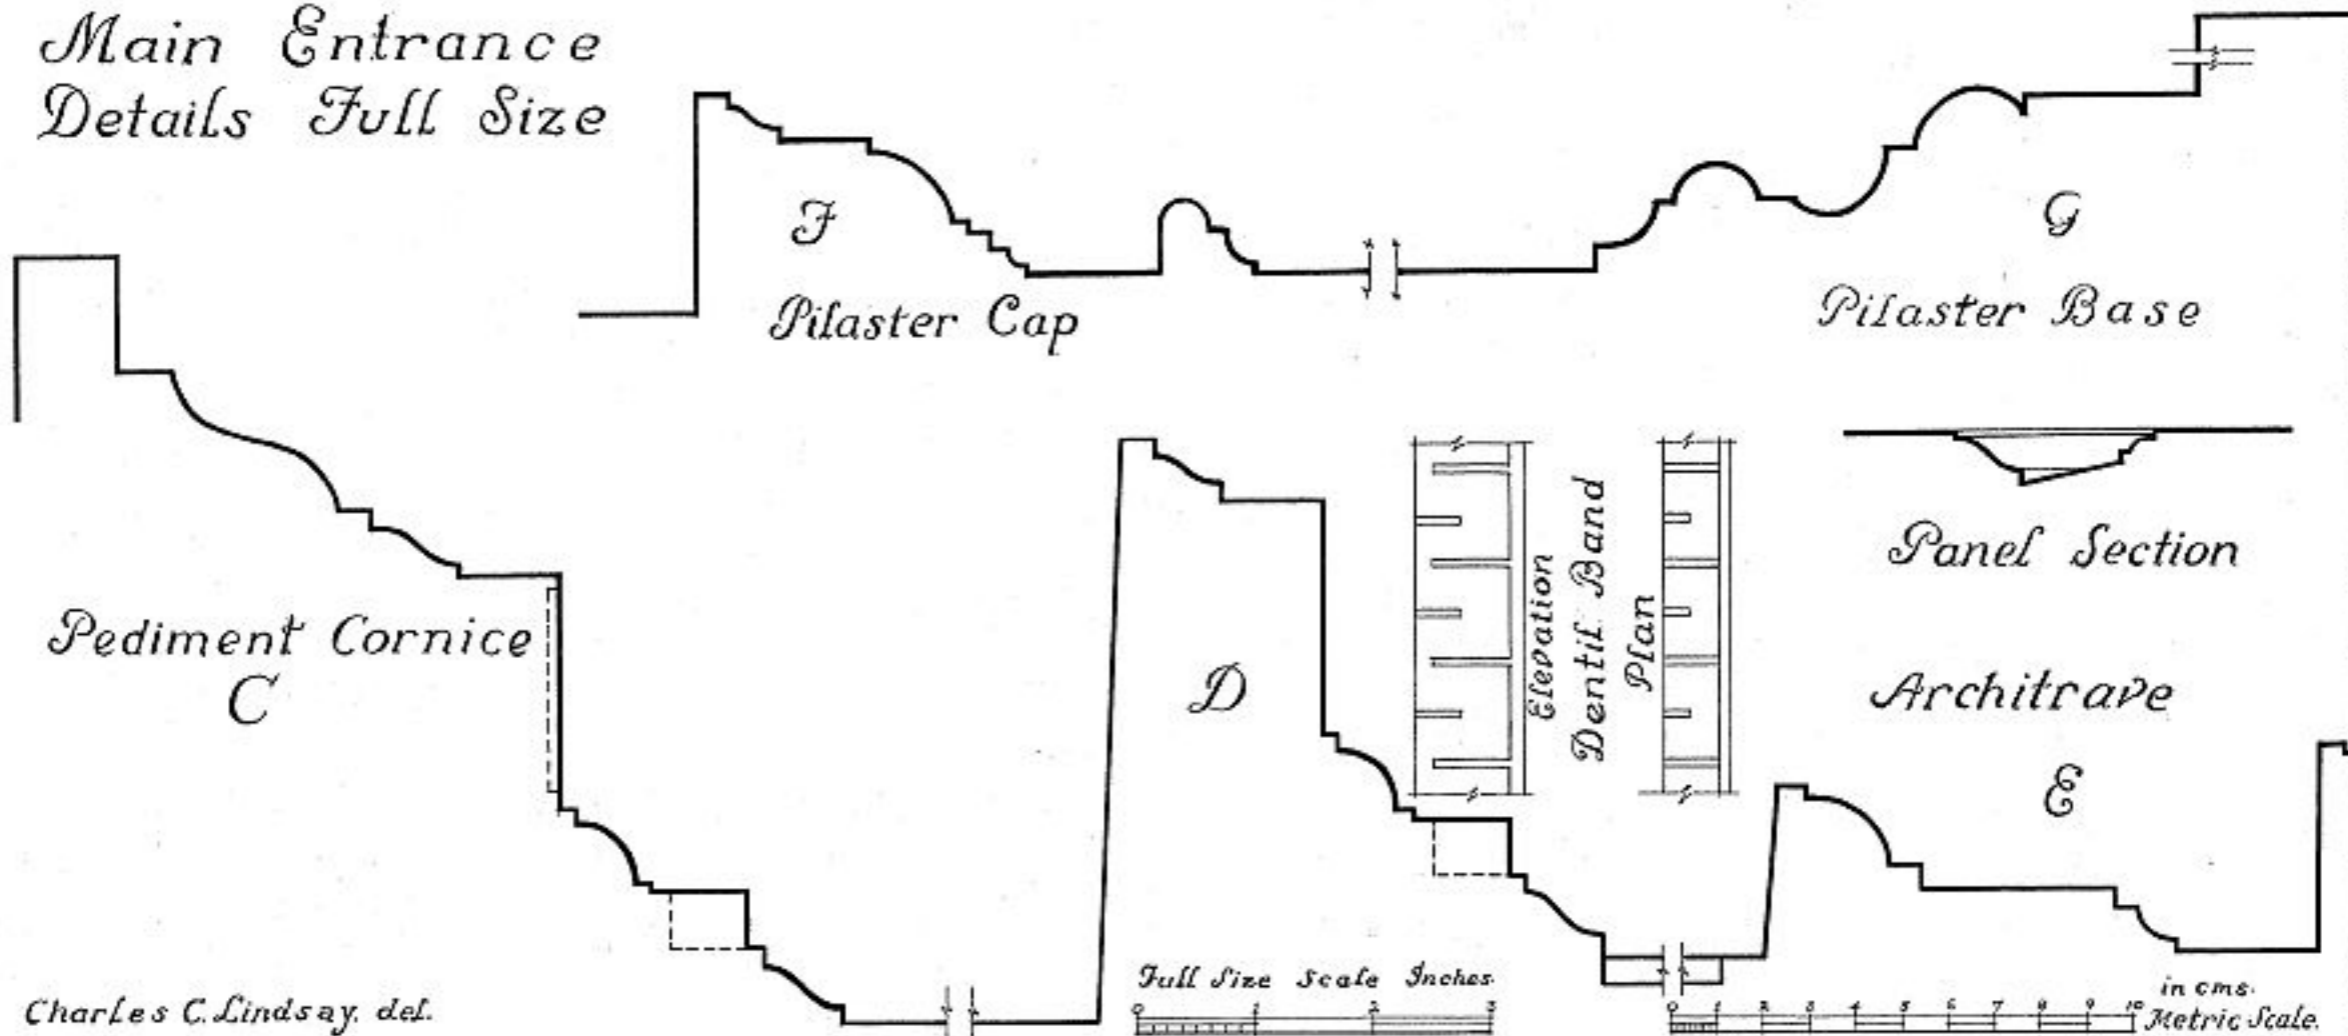 Main Entrance
Details Full Size
F
Pilaster Cap
G
Pilaster Base
Pediment Cornice
C
D
Elevation
Dentil Band
Plan
Panel Section
Architrave
E
Charles C. Lindsay, del.
Full Size Scale Inches.
0 1 2 3
0 1 2 3 4 5 6 7 8 9 10 in cms.
Metric Scale.